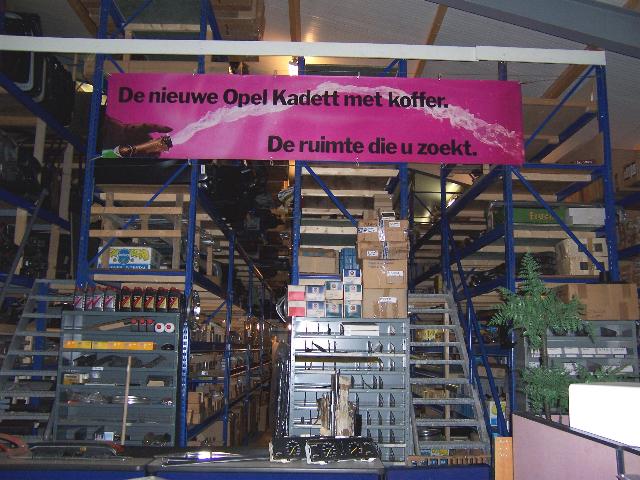 De nieuwe Opel Kadett met koffer.
De ruimte die u zoekt.